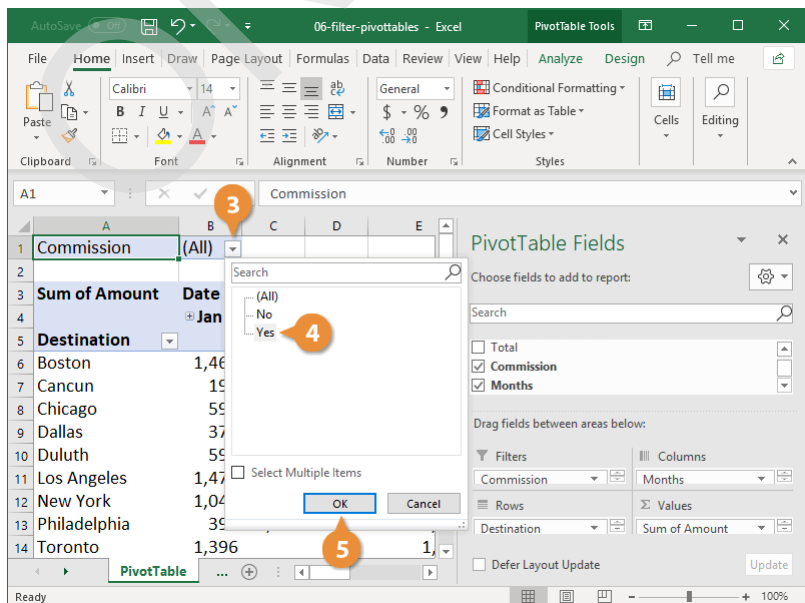 AutoSave Off 06-filter-pivottables - Excel PivotTable Tools
File Home Insert Draw Page Layout Formulas Data Review View Help Analyze Design Tell me
Paste Calibri 14 B I U A A A ab General $ % 9 .00 .00 Conditional Formatting Format as Table Cell Styles Cells Editing
Clipboard Font Alignment Number Styles
A1 Commission
3
A B C D E
1 Commission (All)
2
3 Sum of Amount Date
4 Jan
5 Destination
6 Boston
7 Cancun
8 Chicago
9 Dallas
10 Duluth
11 Los Angeles
12 New York
13 Philadelphia
14 Toronto 1,396
Search
(All)
No
Yes 4
Select Multiple Items
OK Cancel
5
PivotTable Fields
Choose fields to add to report:
Search
Total
Commission
Months
Drag fields between areas below:
Filters Columns
Commission Months
Rows Σ Values
Destination Sum of Amount
Defer Layout Update Update
PivotTable ...
Ready 100%